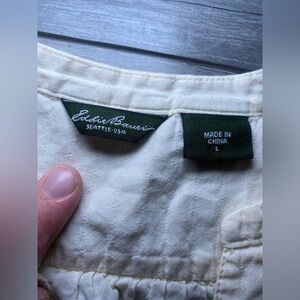 Eddie Bauer
SEATTLE·USA
MADE IN
CHINA
L